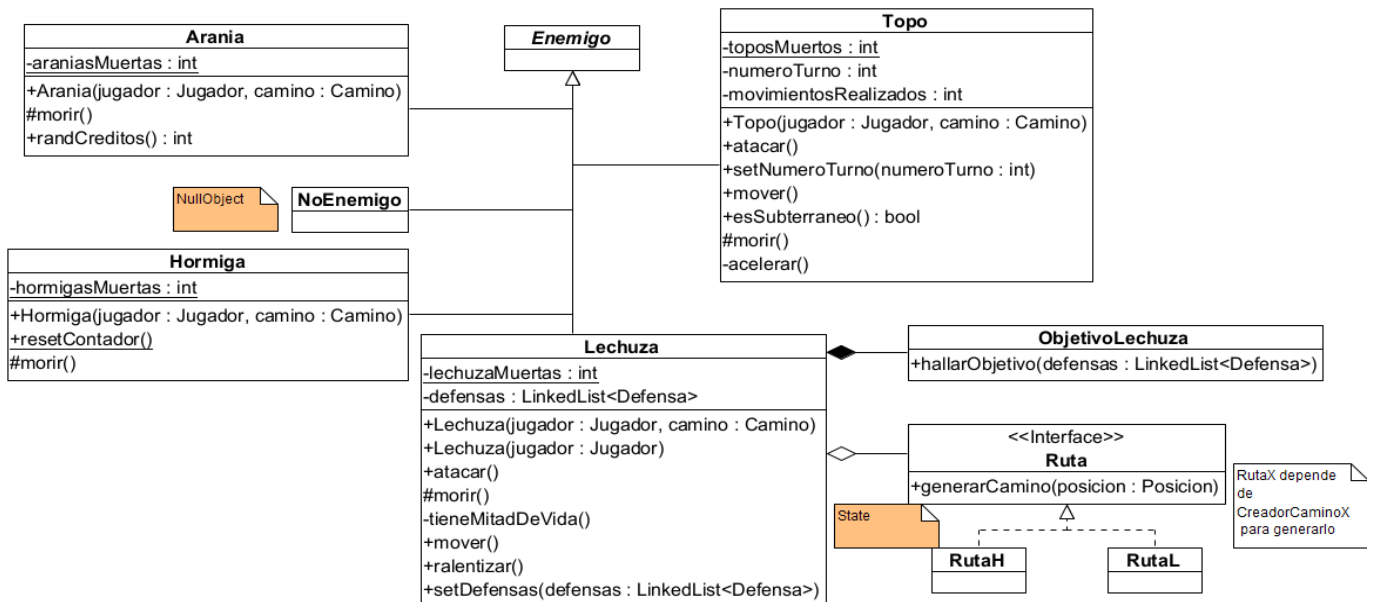 Arania
-araniasMuertas : int
+Arania(jugador : Jugador, camino : Camino)
#morir()
+randCreditos() : int
Enemigo
Topo
-toposMuertos : int
-numeroTurno : int
-movimientosRealizados : int
+Topo(jugador : Jugador, camino : Camino)
+atacar()
+setNumeroTurno(numeroTurno : int)
+mover()
+esSubterraneo() : bool
#morir()
-acelerar()
NullObject
NoEnemigo
Hormiga
-hormigasMuertas : int
+Hormiga(jugador : Jugador, camino : Camino)
+resetContador()
#morir()
Lechuza
-lechuzaMuertas : int
-defensas : LinkedList<Defensa>
+Lechuza(jugador : Jugador, camino : Camino)
+Lechuza(jugador : Jugador)
+atacar()
#morir()
-tieneMitadDeVida()
+mover()
+ralentizar()
+setDefensas(defensas : LinkedList<Defensa>)
ObjetivoLechuza
+hallarObjetivo(defensas : LinkedList<Defensa>)
<<Interface>>
Ruta
+generarCamino(posicion : Posicion)
RutaX depende
de
CreadorCaminoX
para generarlo
State
RutaH
RutaL